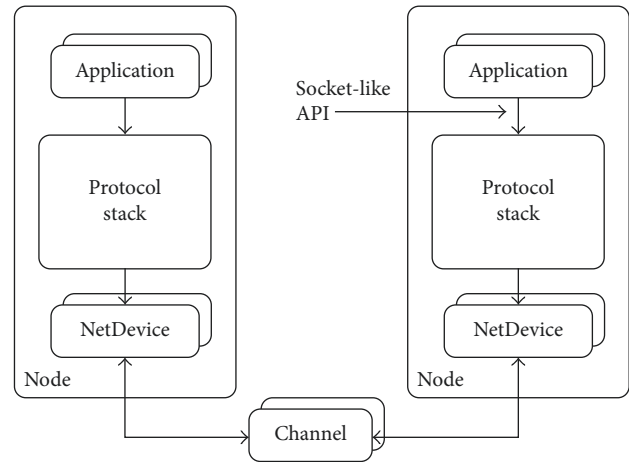 Application
Protocol
stack
NetDevice
Node
Socket-like
API
Application
Protocol
stack
NetDevice
Node
Channel